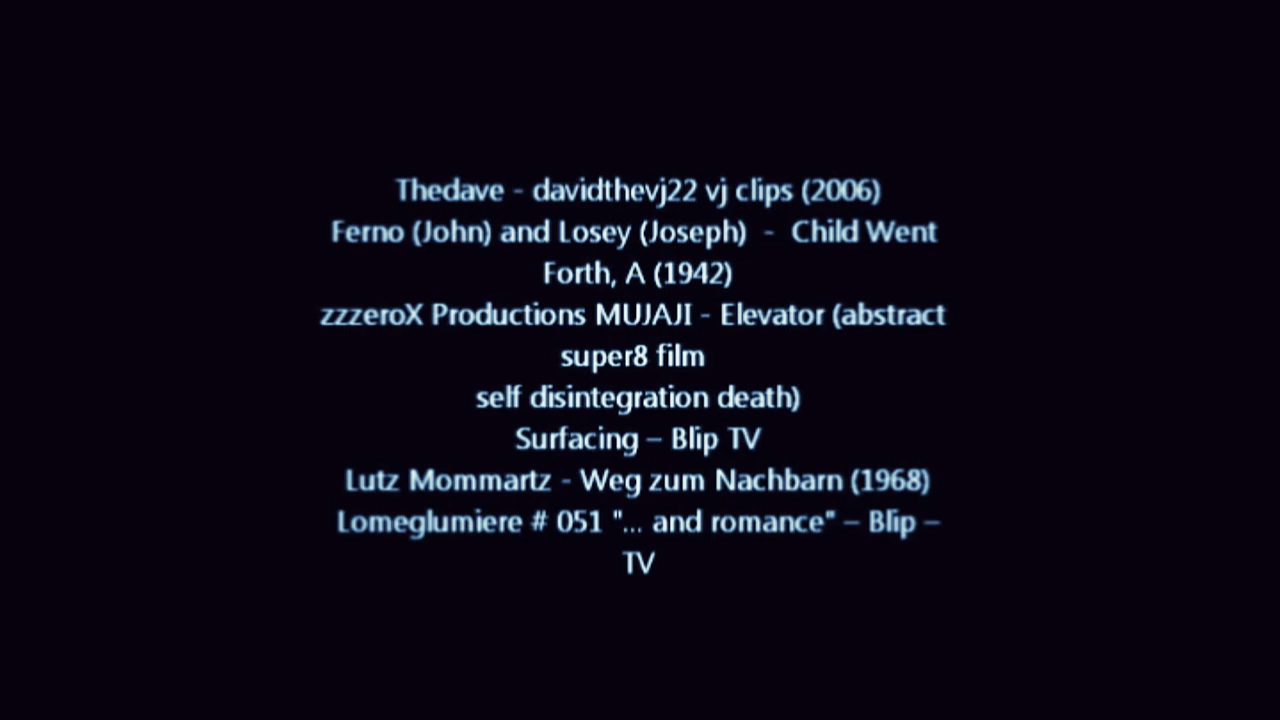 Thedave - davidthevj22 vj clips (2006)
Ferno (John) and Losey (Joseph)  -  Child Went
Forth, A (1942)
zzzeroX Productions MUJAJI - Elevator (abstract
super8 film
self disintegration death)
Surfacing – Blip TV
Lutz Mommartz - Weg zum Nachbarn (1968)
Lomeglumiere # 051 "... and romance" – Blip –
TV